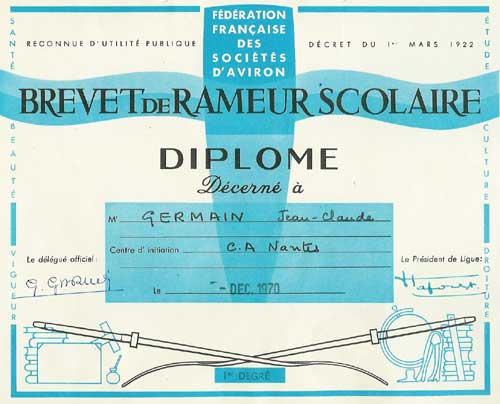 FÉDÉRATION
FRANÇAISE
DES
SOCIÉTÉS
D'AVIRON
RECONNUE D'UTILITÉ PUBLIQUE
DÉCRET DU 1er MARS 1922
BREVET DE RAMEUR SCOLAIRE
DIPLOME
Décerné à
Mr GERMAIN Jean-Claude
Centre d'initiation C.A Nantes
Le délégué officiel:
Le Président de Ligue:
le - DEC. 1970
1er DEGRÉ
SANTÉ BEAUTÉ VIGUEUR
ÉTUDE CULTURE DROITURE